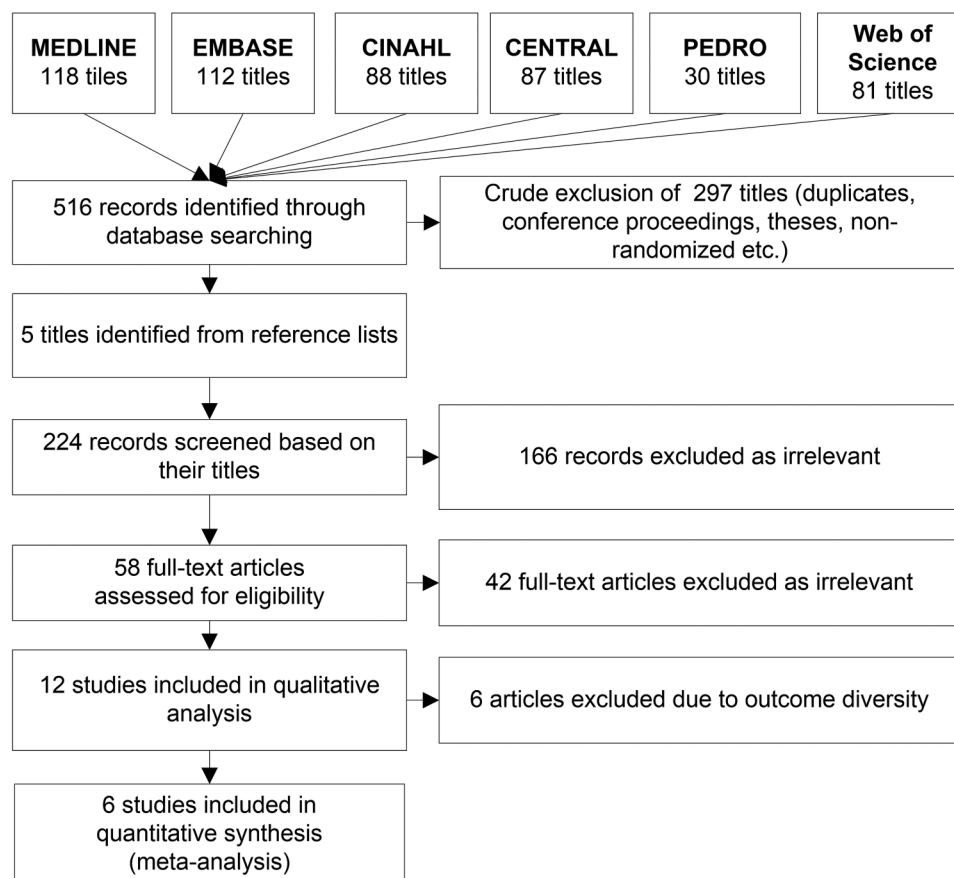 MEDLINE
118 tiles
EMBASE
112 titles
CINAHL
88 titles
CENTRAL
87 titles
PEDRO
30 titles
Web of
Science
81 titles
516 records identified through
database searching
Crude exclusion of 297 titles (duplicates,
conference proceedings, theses, non-
randomized etc.)
5 titles identified from reference lists
224 records screened based on
their titles
166 records excluded as irrelevant
58 full-text articles
assessed for eligibility
42 full-text articles excluded as irrelevant
12 studies included in qualitative
analysis
6 articles excluded due to outcome diversity
6 studies included in
quantitative synthesis
(meta-analysis)